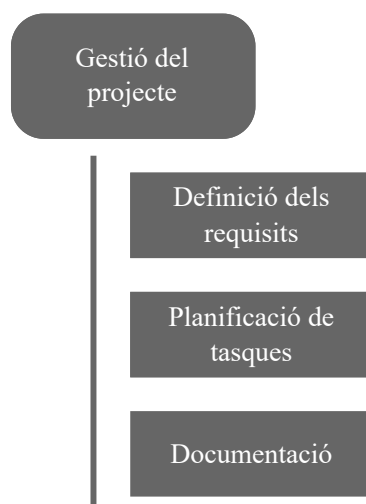 Gestió del
projecte
Definició dels
requisits
Planificació de
tasques
Documentació